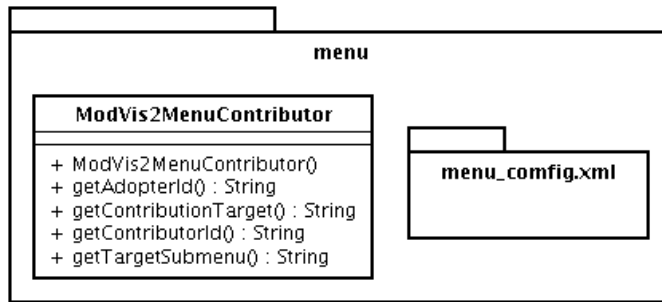 menu
ModVis2MenuContributor
+ ModVis2MenuContributor()
+ getAdopterId() : String
+ getContributionTarget() : String
+ getContributorId() : String
+ getTargetSubmenu() : String
menu_comfig.xml